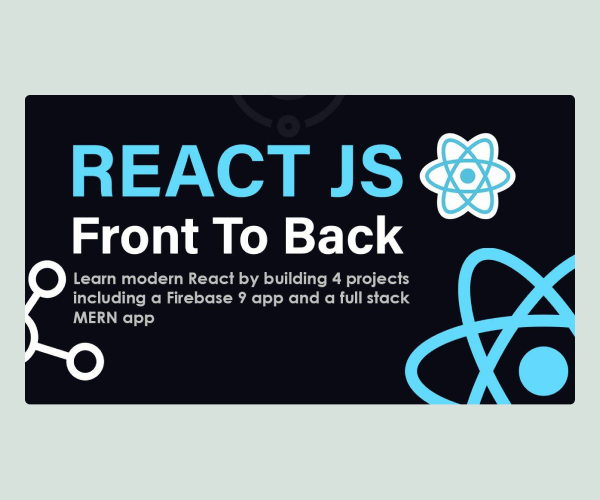 REACT JS
Front To Back
Learn modern React by building 4 projects
including a Firebase 9 app and a full stack
MERN app